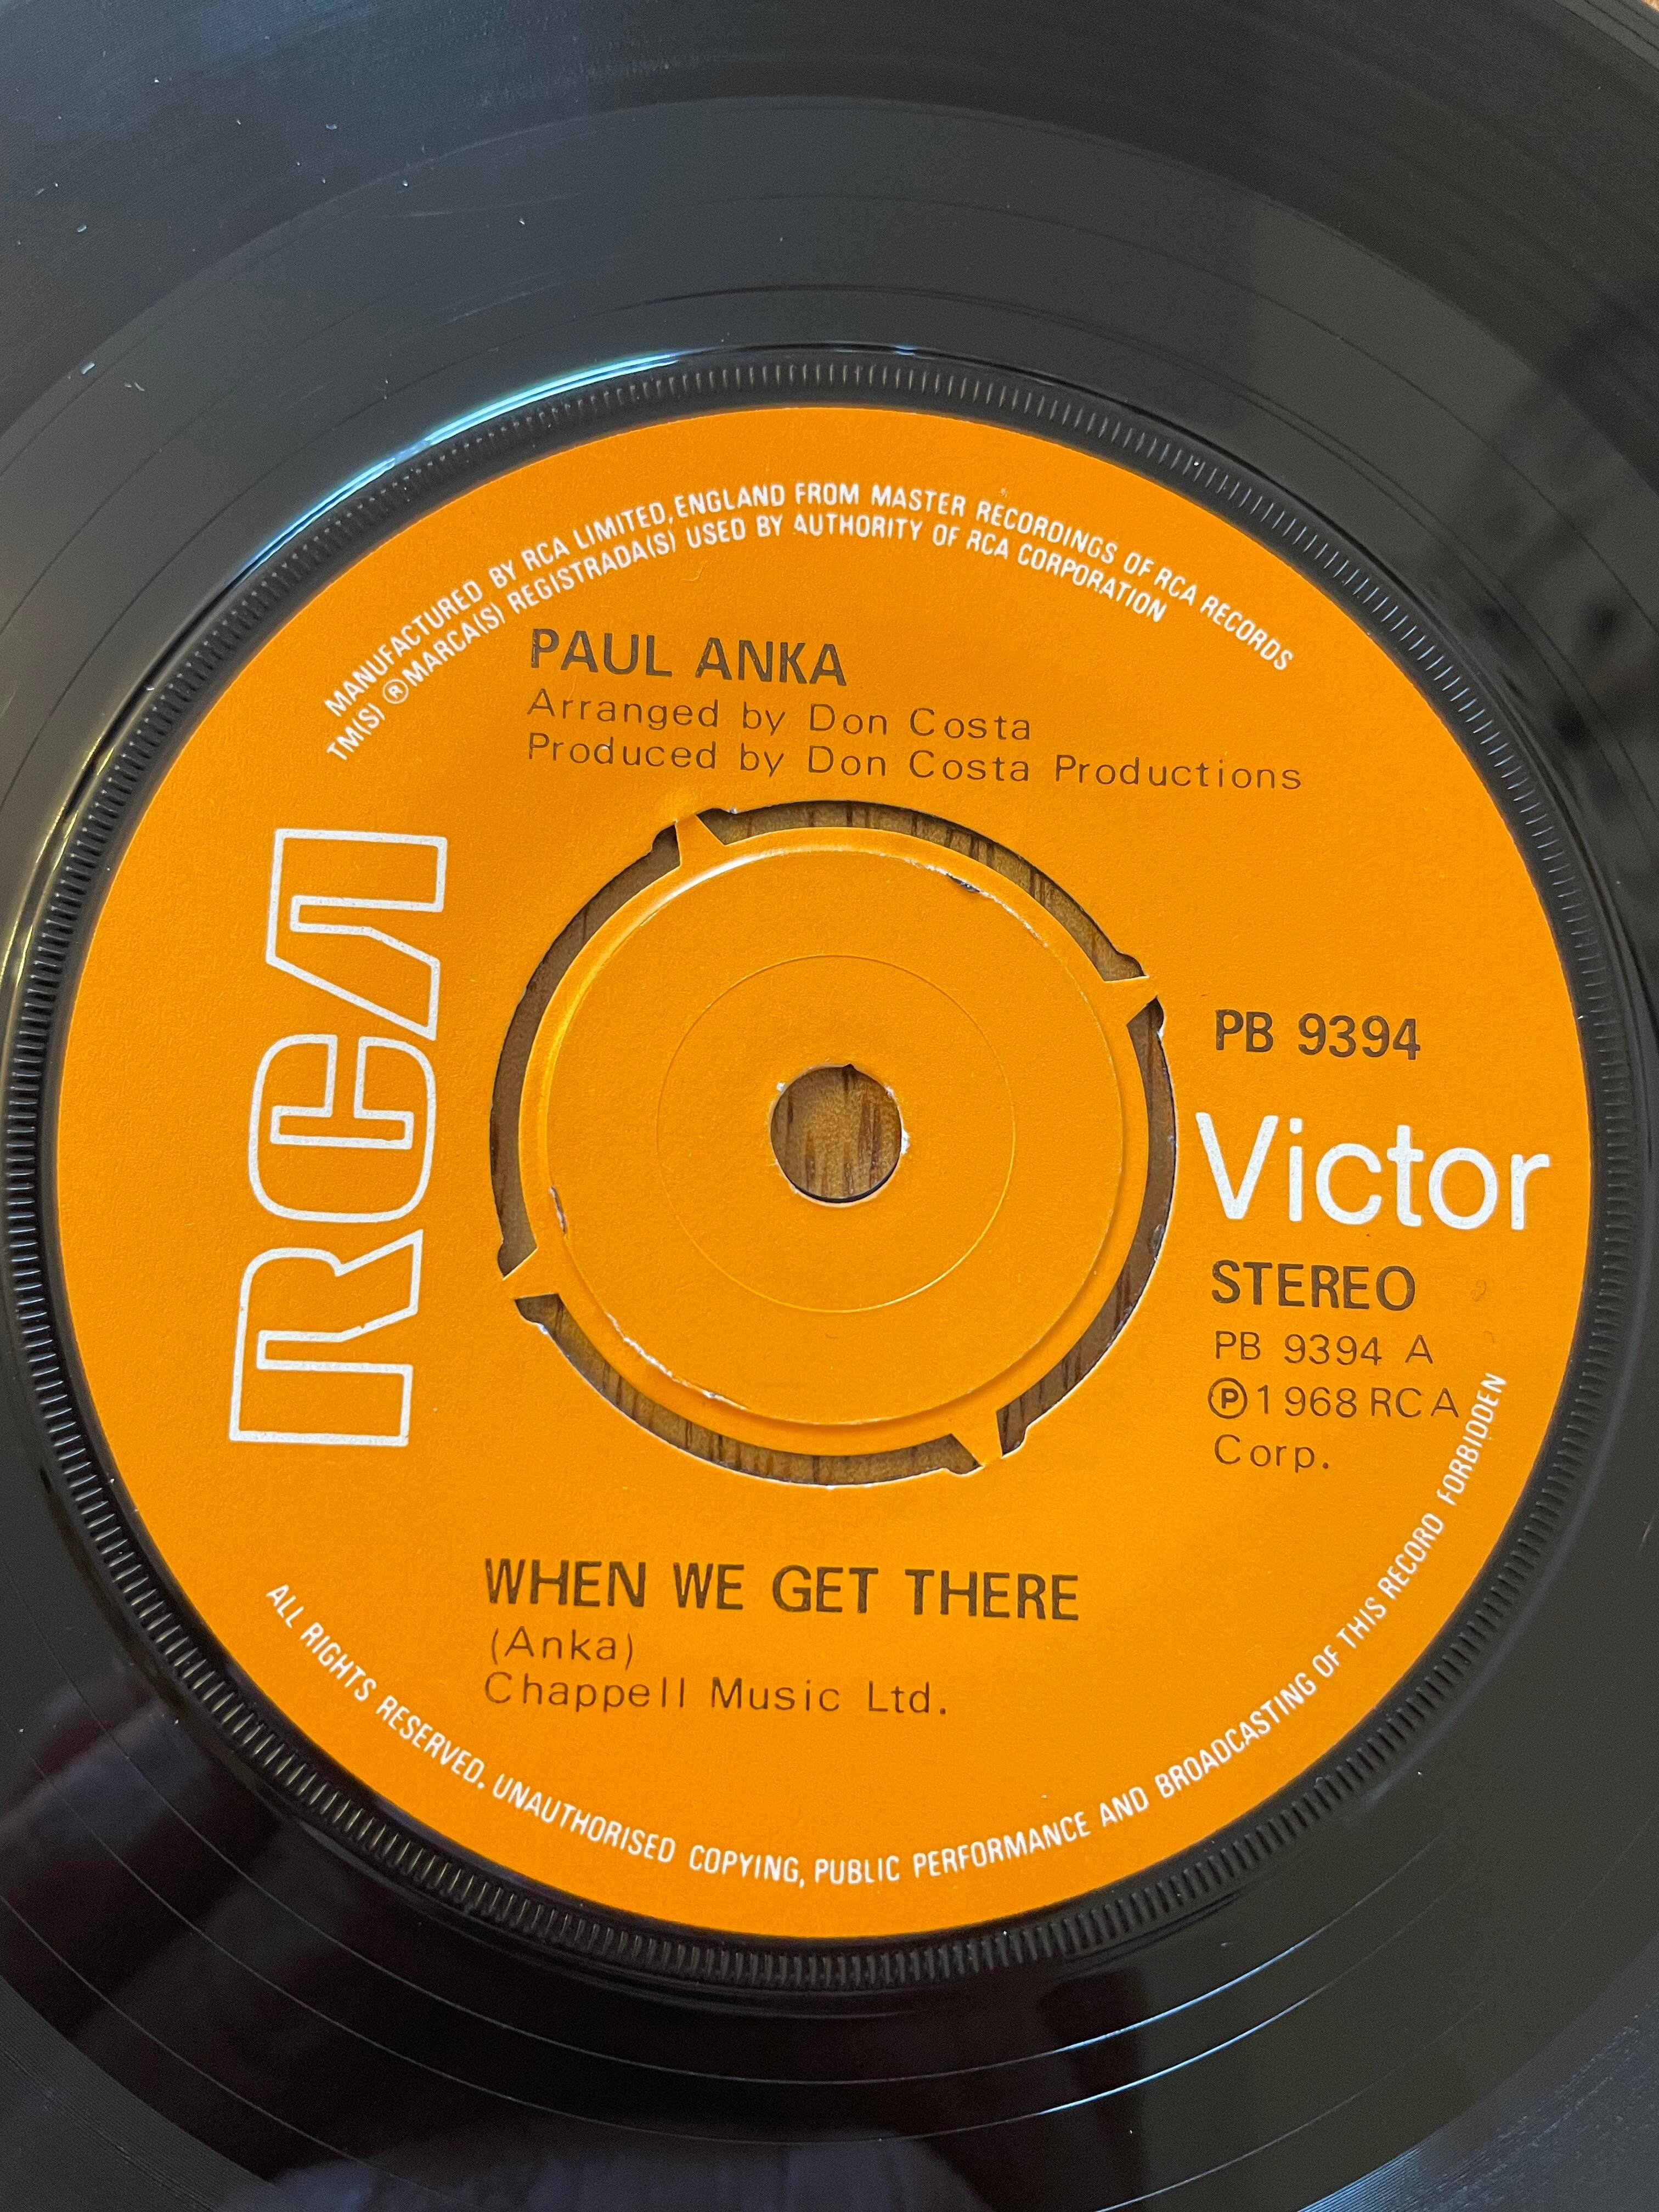 MANUFACTURED BY RCA LIMITED, ENGLAND FROM MASTER RECORDINGS OF RCA RECORDS
TM(S) ® MARCA(S) REGISTRADA(S) USED BY AUTHORITY OF RCA CORPORATION
PAUL ANKA
Arranged by Don Costa
Produced by Don Costa Productions
RCA
PB 9394
Victor
STEREO
PB 9394 A
℗1968 RCA
Corp.
WHEN WE GET THERE
(Anka)
Chappell Music Ltd.
ALL RIGHTS RESERVED. UNAUTHORISED COPYING, PUBLIC PERFORMANCE AND BROADCASTING OF THIS RECORD FORBIDDEN